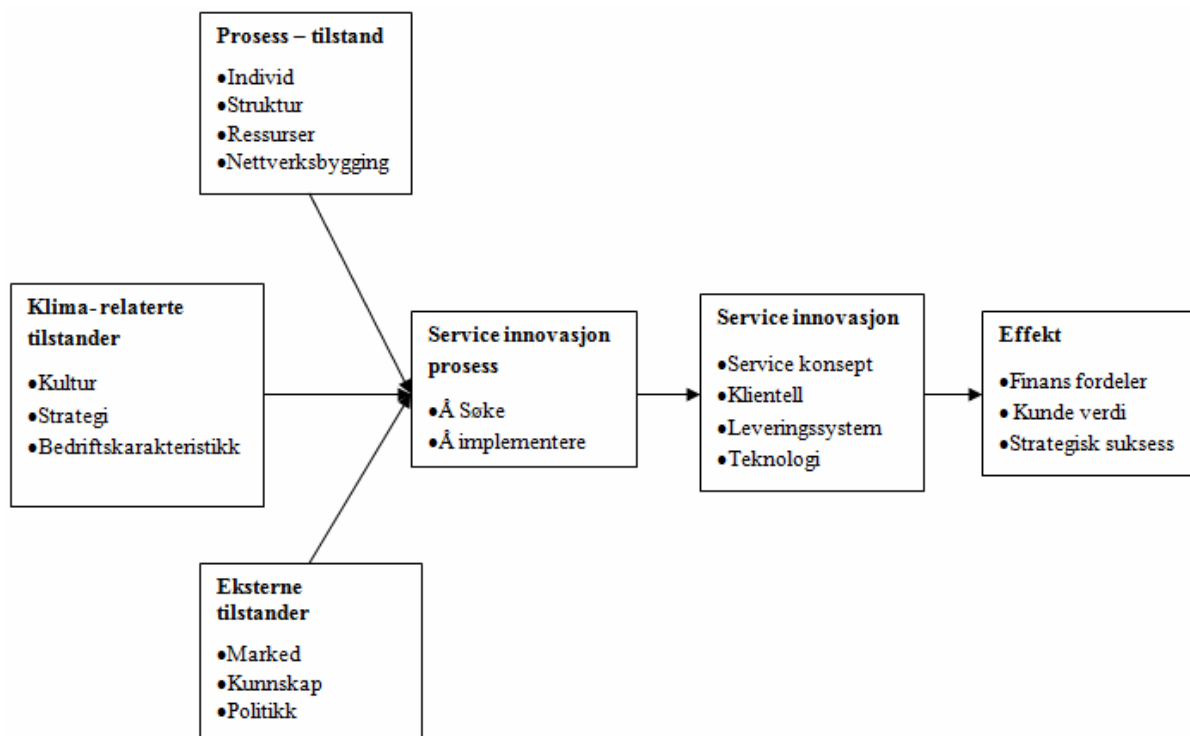 Prosess – tilstand
•Individ
•Struktur
•Ressurser
•Nettverksbygging
Klima- relaterte
tilstander
•Kultur
•Strategi
•Bedriftskarakteristikk
Eksterne
tilstander
•Marked
•Kunnskap
•Politikk
Service innovasjon
prosess
•Å Søke
•Å implementere
Service innovasjon
•Service konsept
•Klientell
•Leveringssystem
•Teknologi
Effekt
•Finans fordeler
• Kunde verdi
•Strategisk suksess